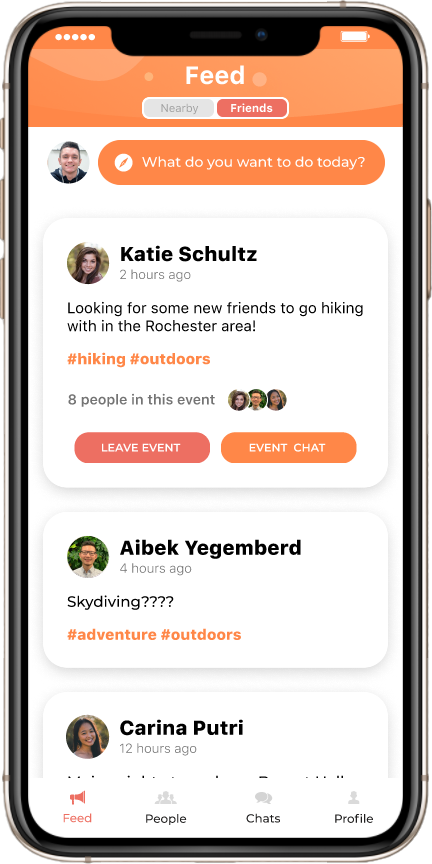 Feed
Nearby Friends
What do you want to do today?
Katie Schultz
2 hours ago
Looking for some new friends to go hiking
with in the Rochester area!
#hiking #outdoors
8 people in this event
LEAVE EVENT EVENT CHAT
Aibek Yegemberd
4 hours ago
Skydiving????
#adventure #outdoors
Carina Putri
12 hours ago
Feed People Chats Profile